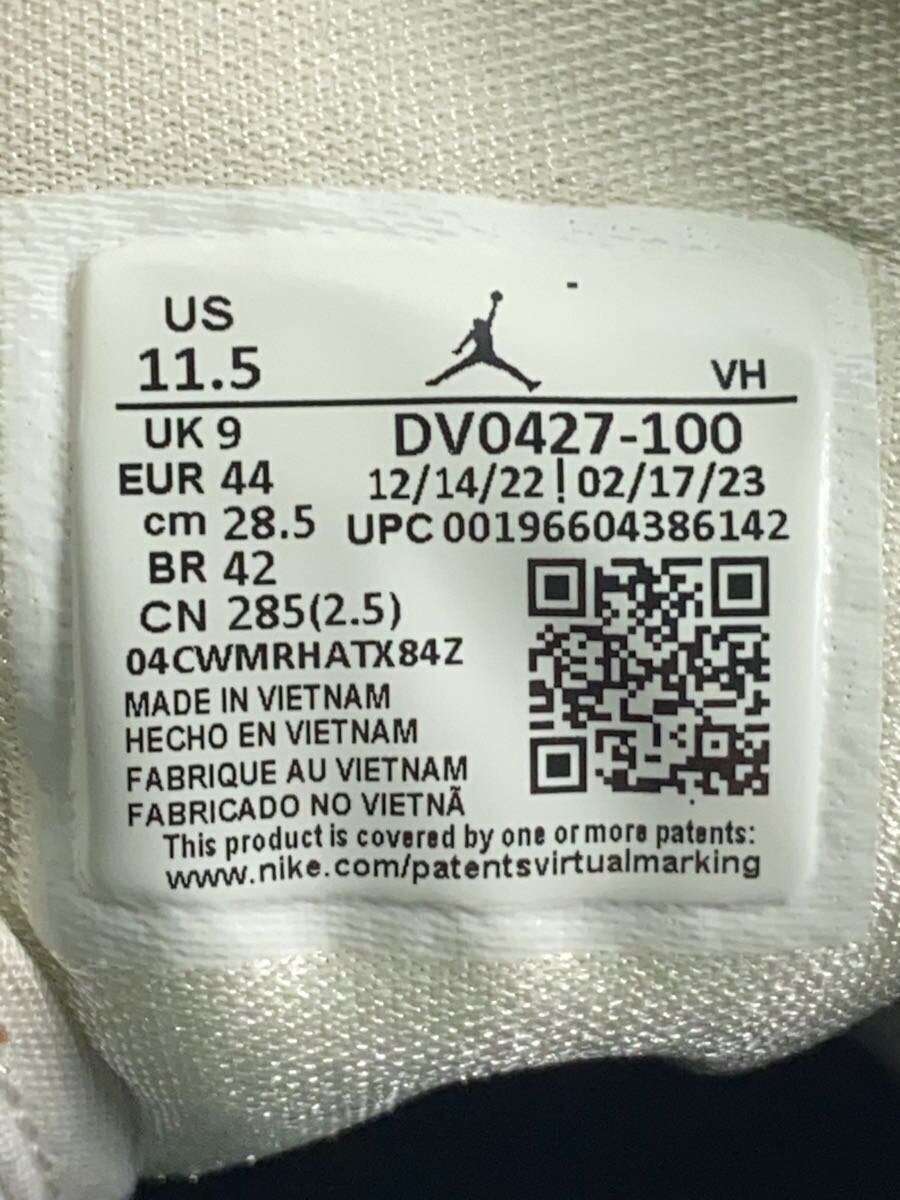 US
11.5
VH
UK 9
DV0427-100
EUR 44
12/14/22 | 02/17/23
cm 28.5
UPC 00196604386142
BR 42
CN 285(2.5)
04CWMRHATX84Z
MADE IN VIETNAM
HECHO EN VIETNAM
FABRIQUE AU VIETNAM
FABRICADO NO VIETNÃ
This product is covered by one or more patents:
www.nike.com/patentsvirtualmarking